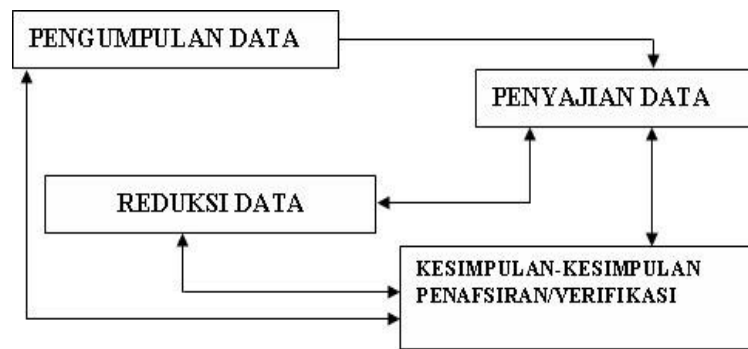 PENGUMPULAN DATA
PENYAJIAN DATA
REDUKSI DATA
KESIMPULAN-KESIMPULAN
PENAFSIRAN/VERIFIKASI